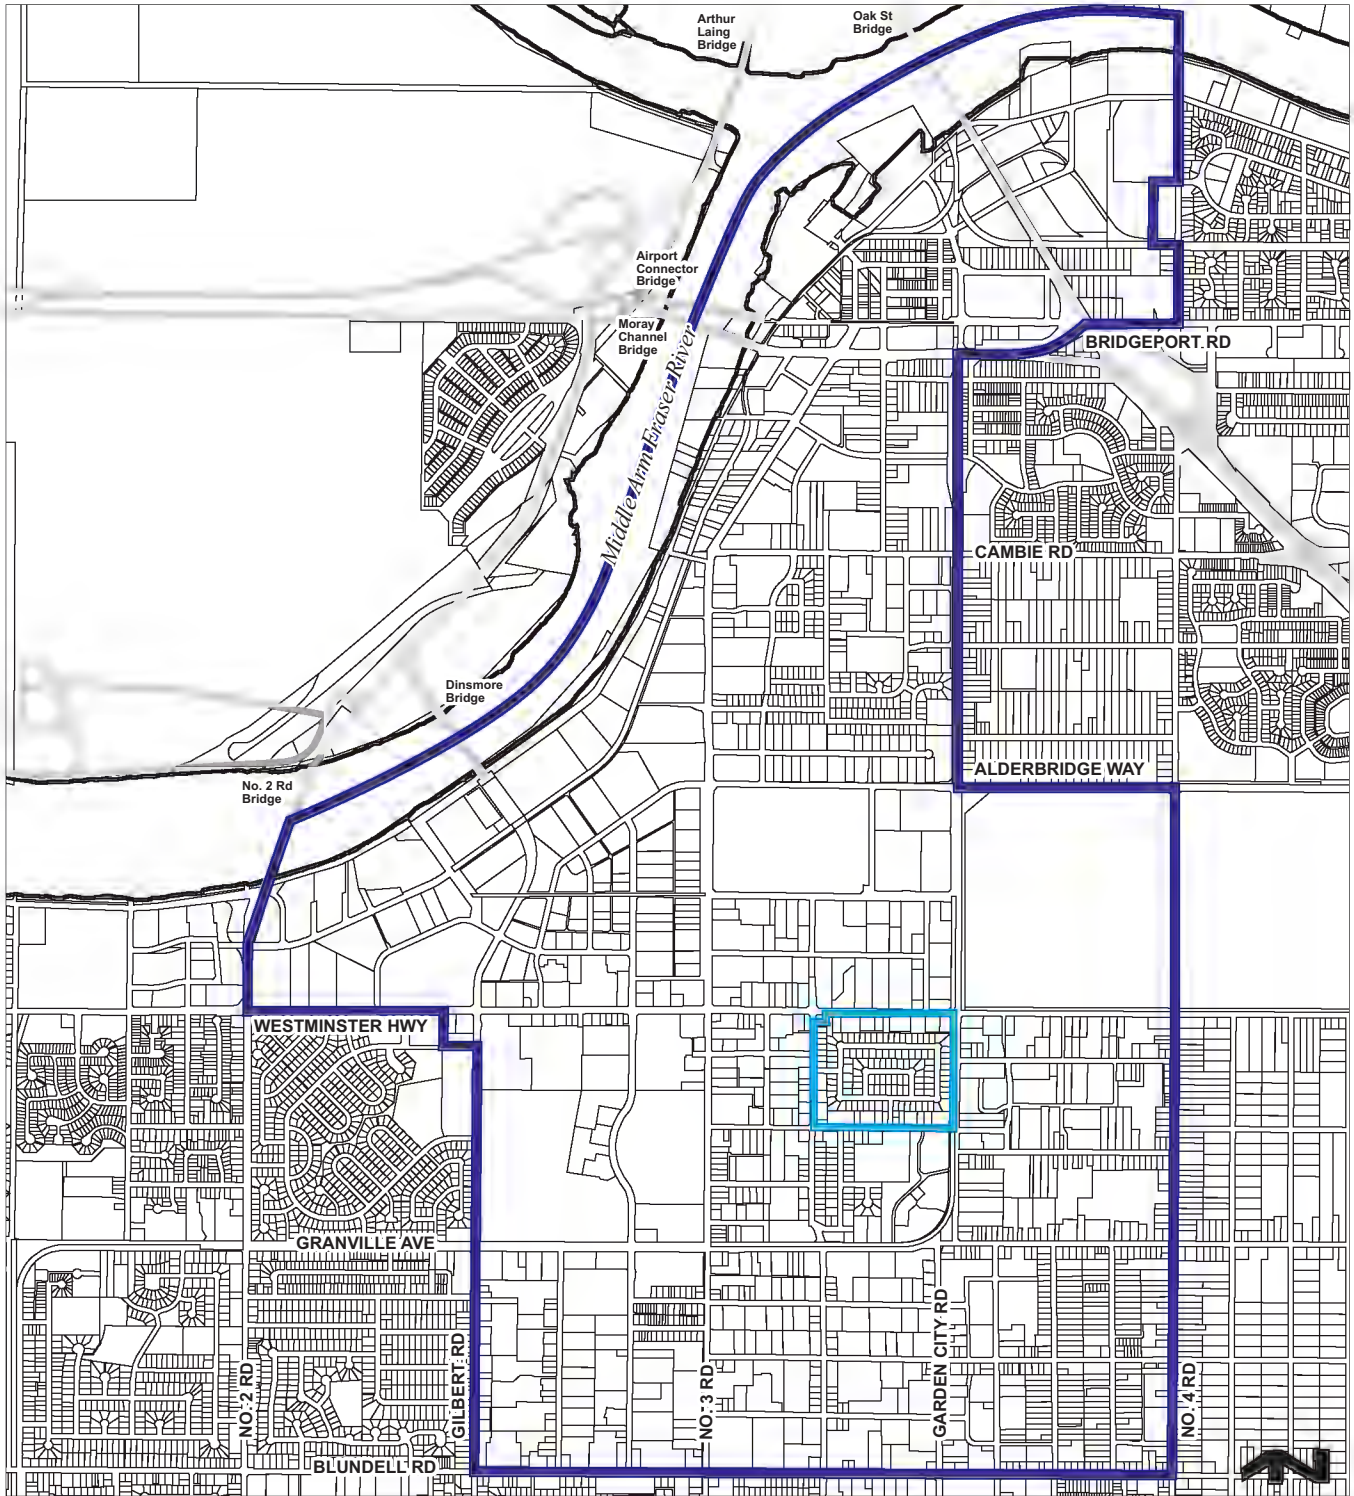 Arthur
Laing
Bridge
Oak St
Bridge
Airport
Connector
Bridge
Moray
Channel
Bridge
BRIDGEPORT RD
Middle Arm Fraser River
CAMBIE RD
Dinsmore
Bridge
ALDERBRIDGE WAY
No. 2 Rd
Bridge
WESTMINSTER HWY
GRANVILLE AVE
NO. 2 RD
GILBERT RD
NO. 3 RD
GARDEN CITY RD
NO. 4 RD
BLUNDELL RD